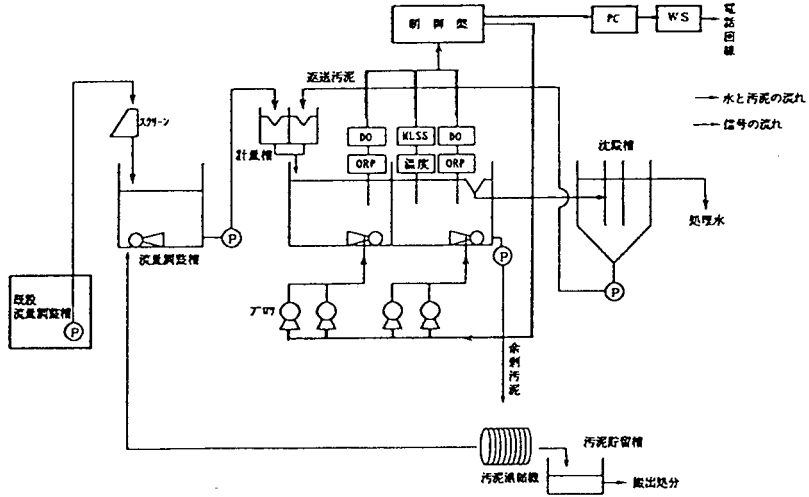 制御盤
PC
WS
電話回線
返送汚泥
スクリーン
水と汚泥の流れ
信号の流れ
DO
MLSS
DO
ORP
温度
ORP
沈殿槽
計量槽
P
P
処理水
流量調整槽
P
既設
流量調整槽
P
ブロワ
P
余剰汚泥
汚泥貯留槽
汚泥濃縮機
搬出処分